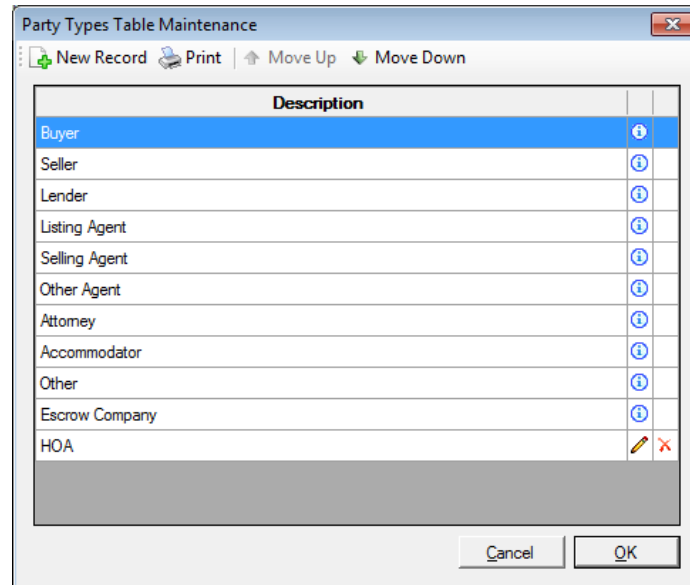 Party Types Table Maintenance
New Record Print Move Up Move Down
Description
Buyer
Seller
Lender
Listing Agent
Selling Agent
Other Agent
Attorney
Accommodator
Other
Escrow Company
HOA
Cancel OK